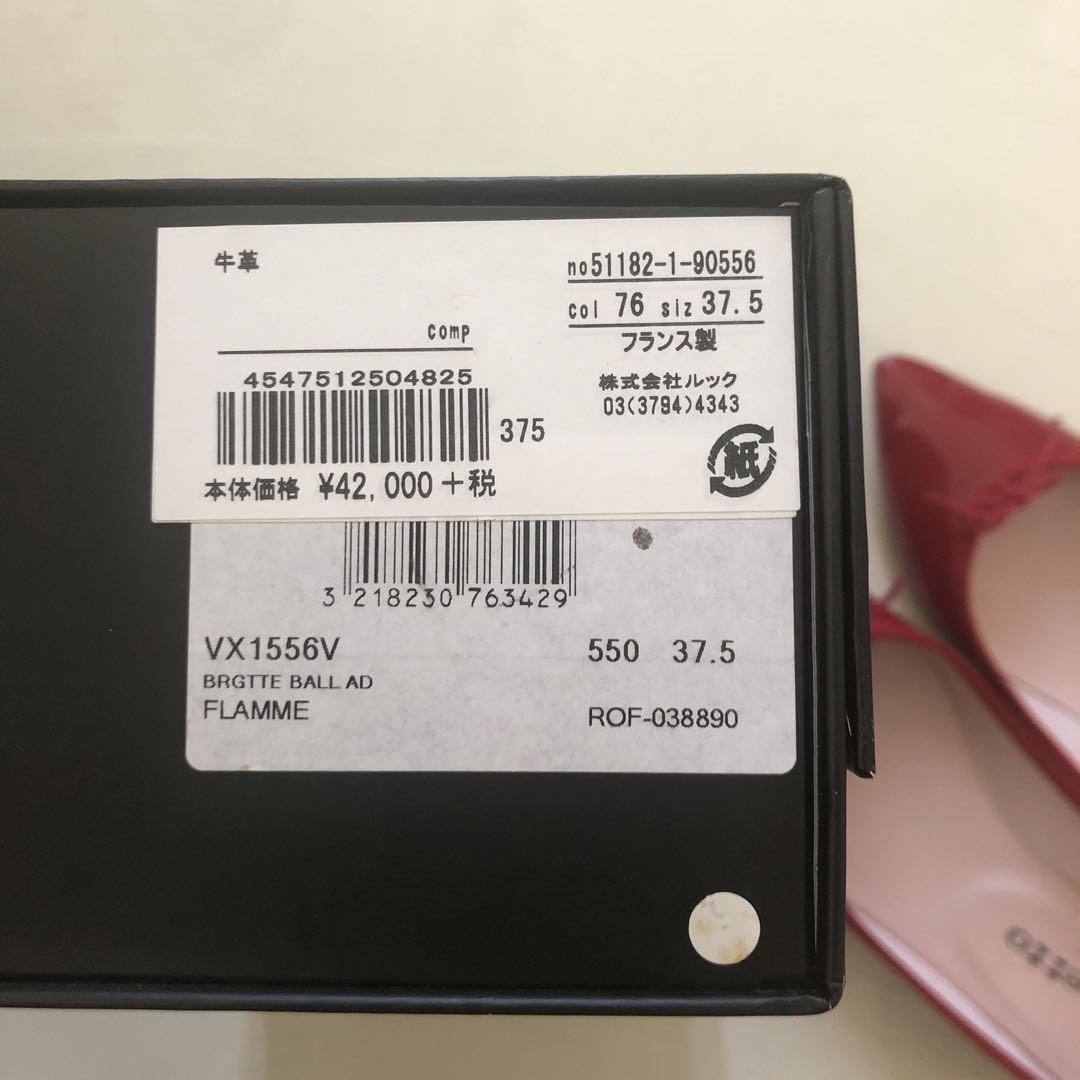 牛革
comp
4547512504825
375
本体価格 ¥42,000+税
no51182-1-90556
col 76 siz 37.5
フランス製
株式会社ルック
03(3794)4343
紙
3 218230 763429
VX1556V 550 37.5
BRGTTE BALL AD
FLAMME ROF-038890